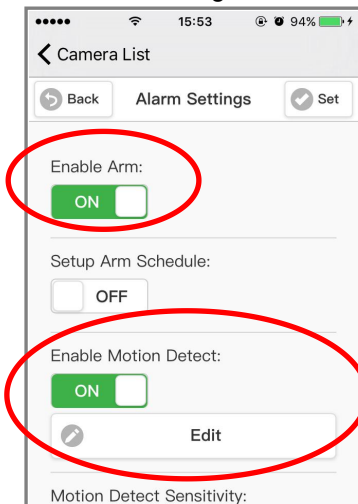 15:53 94%
Camera List
Back Alarm Settings Set
Enable Arm:
ON
Setup Arm Schedule:
OFF
Enable Motion Detect:
ON
Edit
Motion Detect Sensitivity: